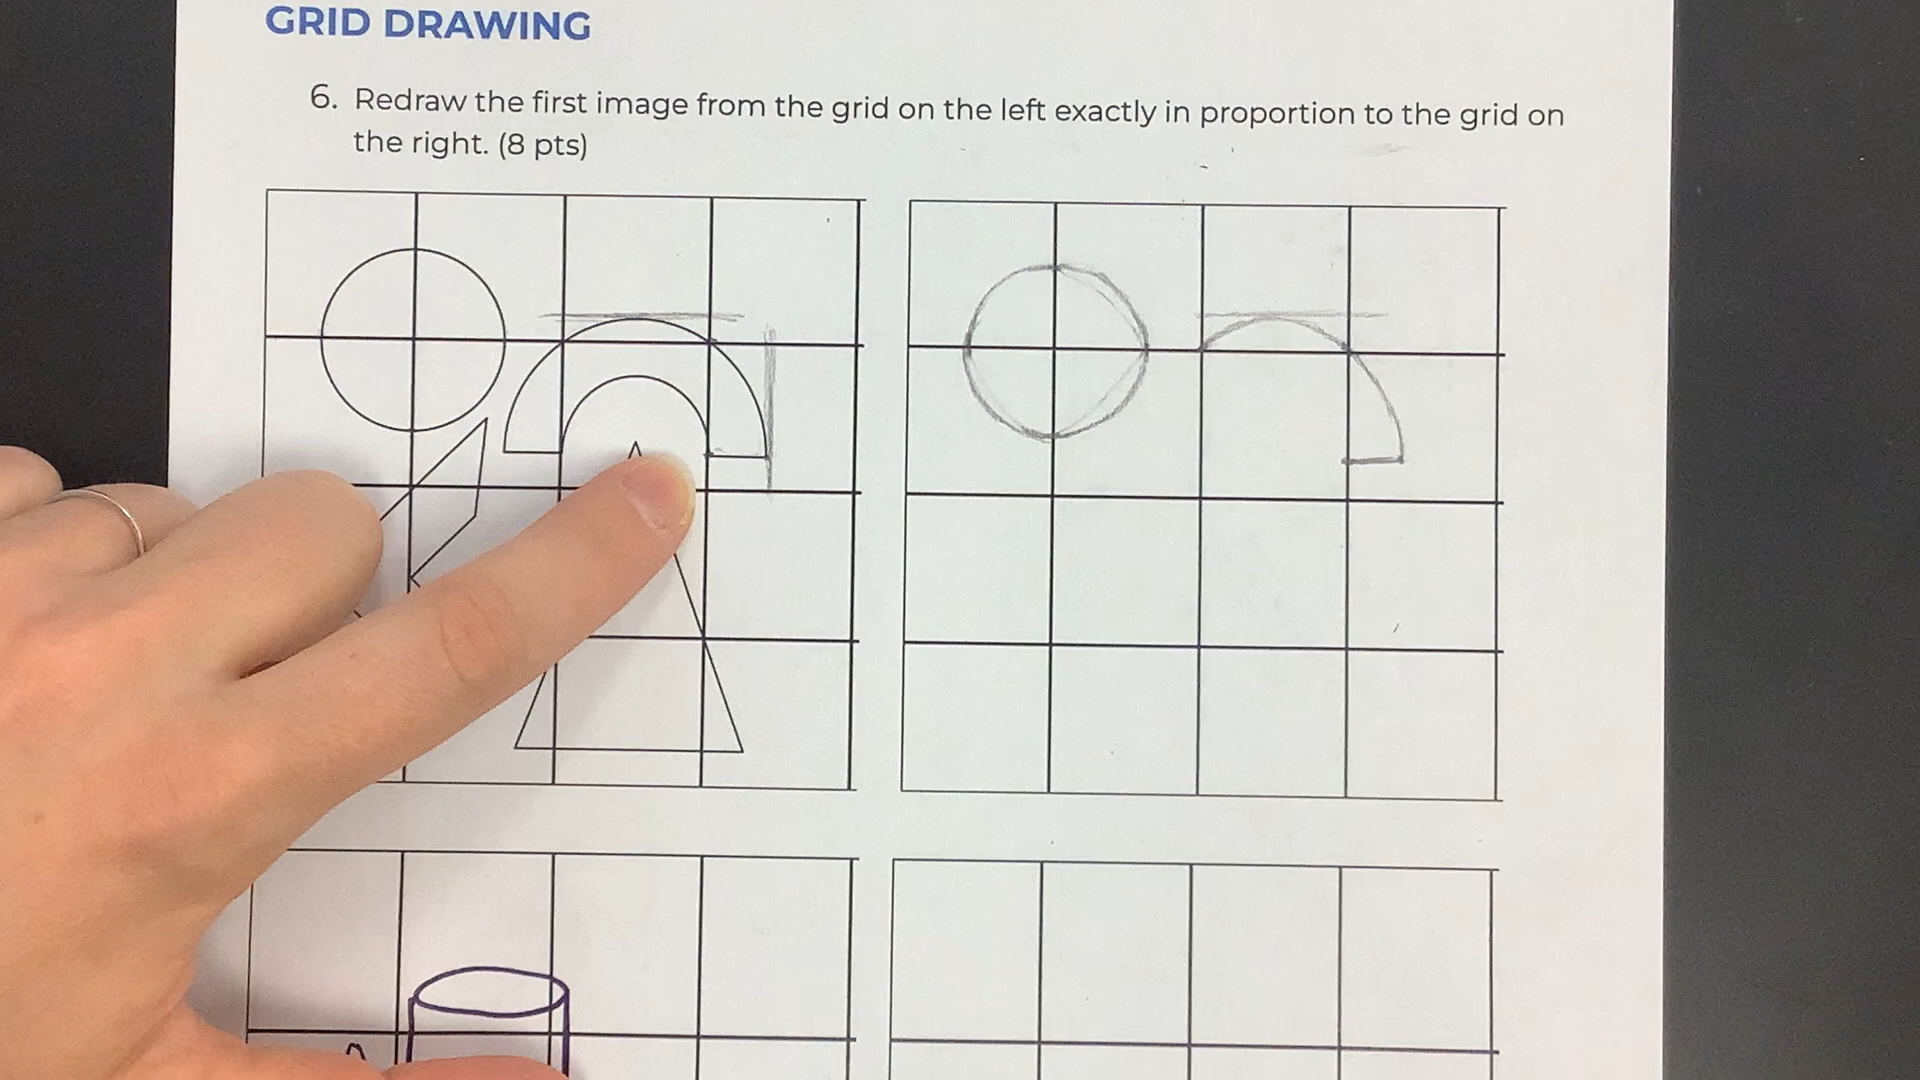 GRID DRAWING
6. Redraw the first image from the grid on the left exactly in proportion to the grid on
the right. (8 pts)